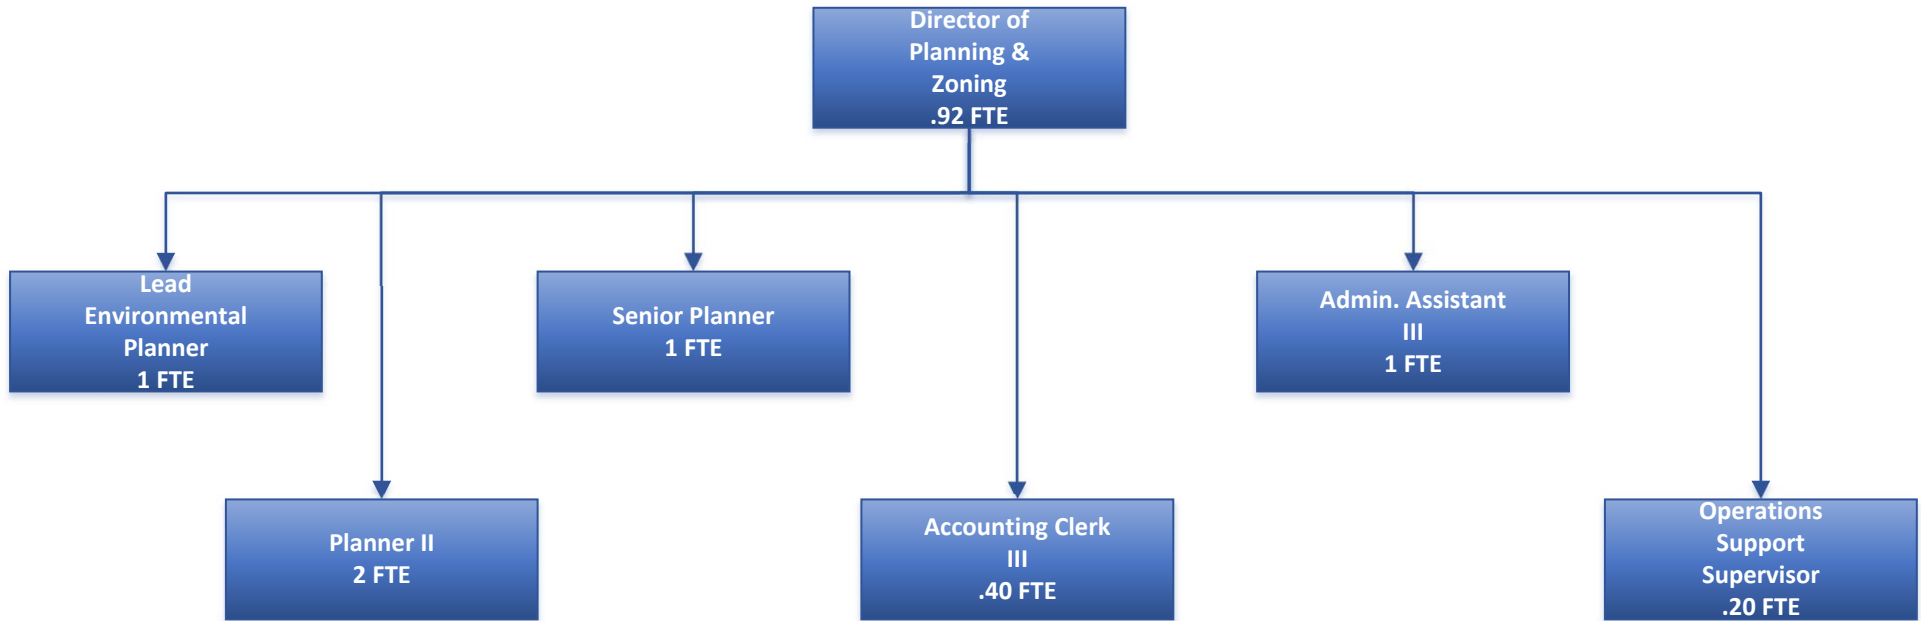 Director of
Planning &
Zoning
.92 FTE
Lead
Environmental
Planner
1 FTE
Senior Planner
1 FTE
Admin. Assistant
III
1 FTE
Planner II
2 FTE
Accounting Clerk
III
.40 FTE
Operations
Support
Supervisor
.20 FTE